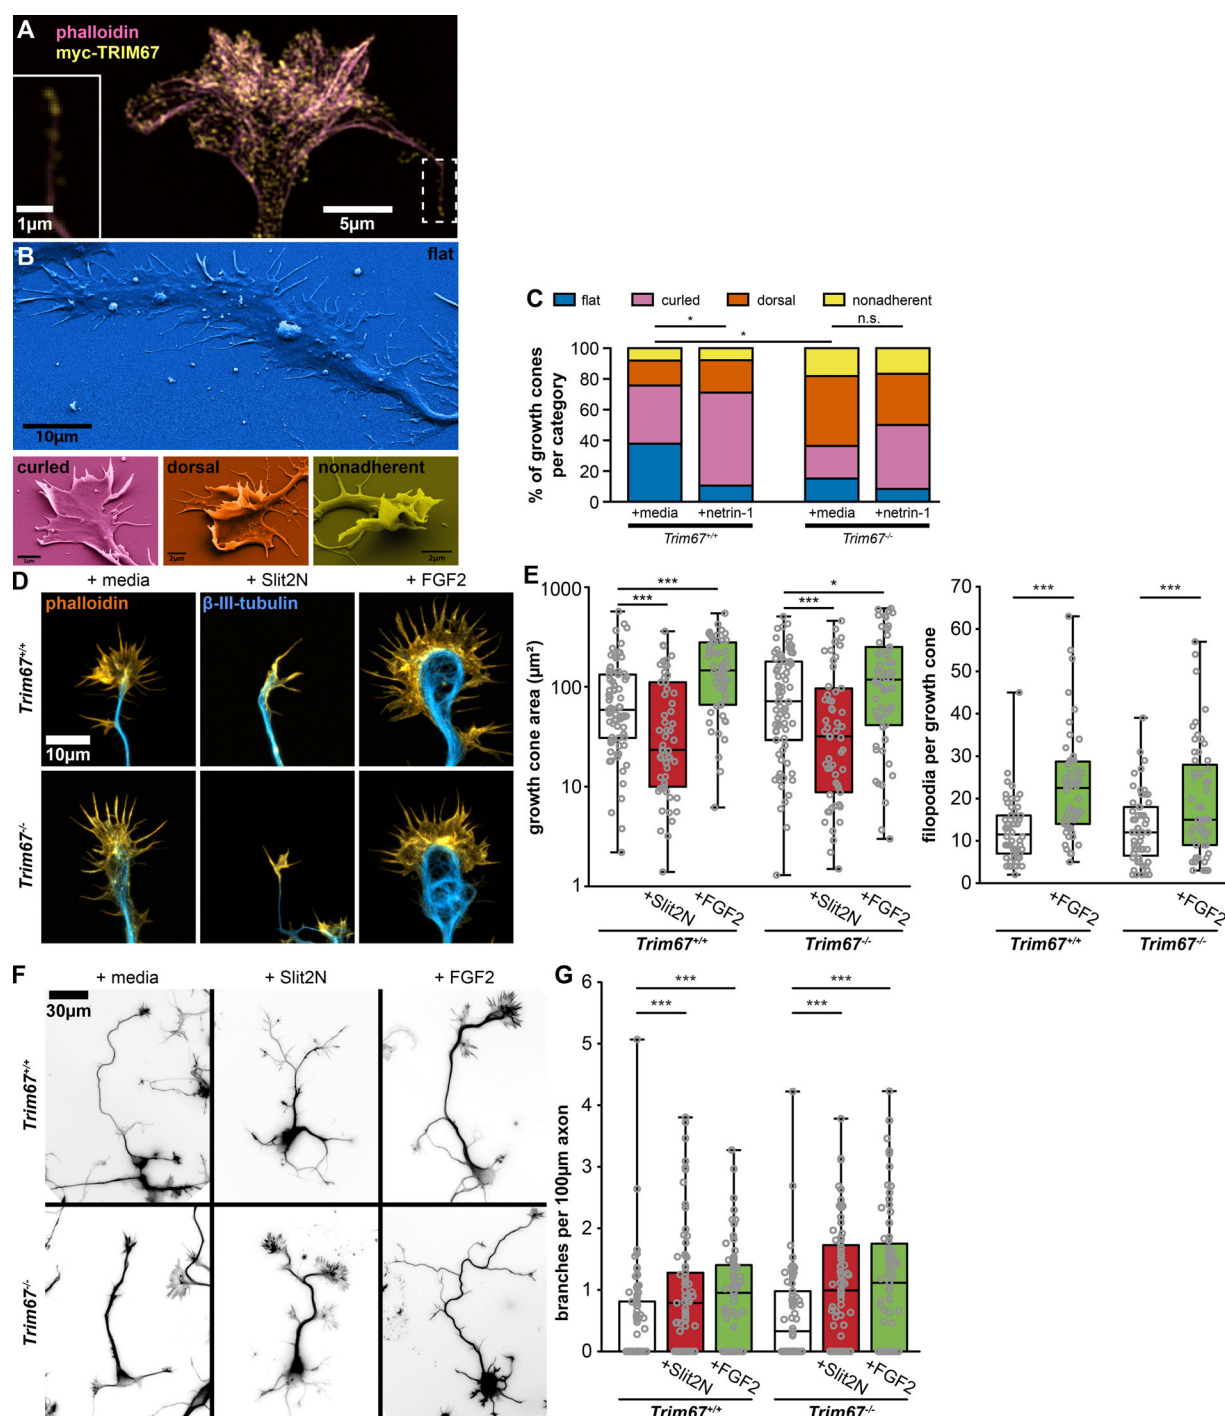 A
phalloidin
myc-TRIM67
1µm
5µm
B
flat
10µm
curled
dorsal
nonadherent
2µm
2µm
2µm
C
flat
curled
dorsal
nonadherent
*
n.s.
*
% of growth cones
per category
100
80
60
40
20
0
+media
+netrin-1
+media
+netrin-1
Trim67+/+
Trim67-/-
D
+ media
+ Slit2N
+ FGF2
phalloidin
β-III-tubulin
Trim67+/+
10µm
Trim67-/-
E
growth cone area (µm²)
1000
100
10
1
***
***
*
***
+Slit2N
+FGF2
+Slit2N
+FGF2
Trim67+/+
Trim67-/-
filopodia per growth cone
70
60
50
40
30
20
10
0
***
***
+FGF2
+FGF2
Trim67+/+
Trim67-/-
F
+ media
+ Slit2N
+ FGF2
30µm
Trim67+/+
Trim67-/-
G
branches per 100µm axon
6
5
4
3
2
1
0
***
***
***
***
+Slit2N
+FGF2
+Slit2N
+FGF2
Trim67+/+
Trim67-/-